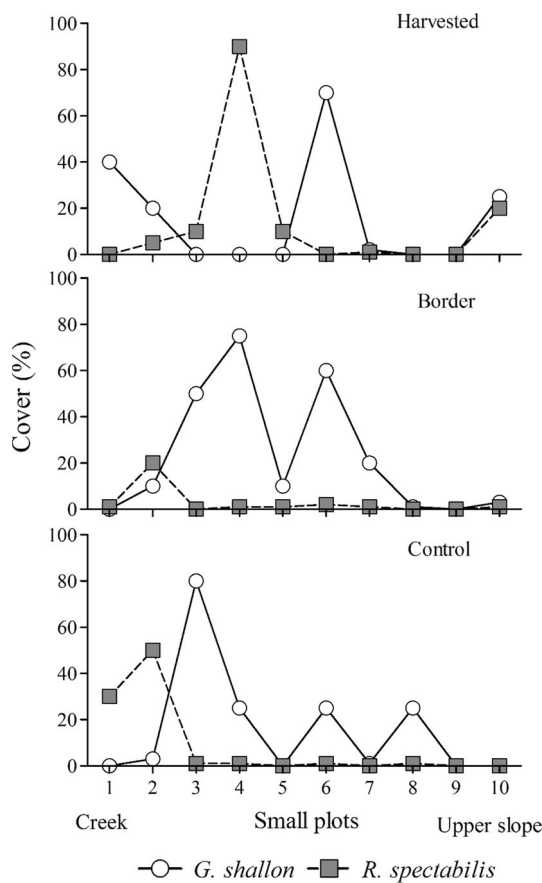 Harvested
100
80
60
40
20
0
Border
100
80
60
40
20
0
Cover (%)
Control
100
80
60
40
20
0
1 2 3 4 5 6 7 8 9 10
Creek Small plots Upper slope
G. shallon R. spectabilis